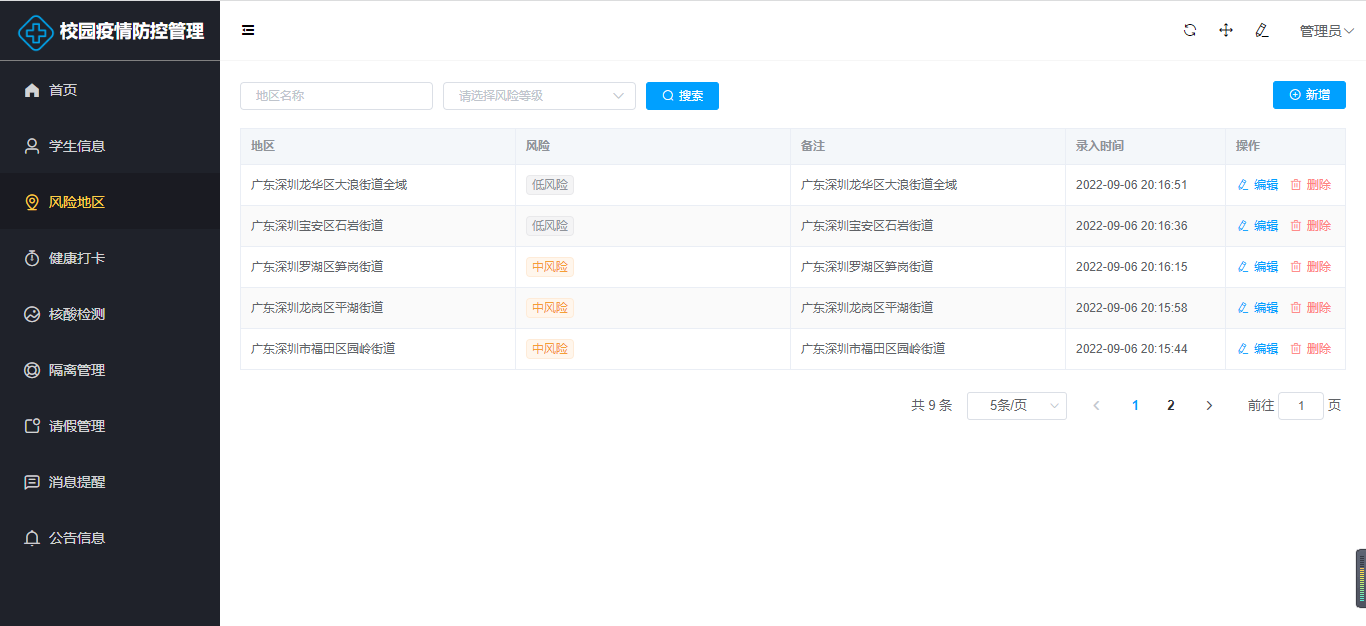 校园疫情防控管理
管理员
首页
学生信息
风险地区
健康打卡
核酸检测
隔离管理
请假管理
消息提醒
公告信息
地区名称 请选择风险等级 搜索 新增
地区 风险 备注 录入时间 操作
广东深圳龙华区大浪街道全域 低风险 广东深圳龙华区大浪街道全域 2022-09-06 20:16:51 编辑 删除
广东深圳宝安区石岩街道 低风险 广东深圳宝安区石岩街道 2022-09-06 20:16:36 编辑 删除
广东深圳罗湖区笋岗街道 中风险 广东深圳罗湖区笋岗街道 2022-09-06 20:16:15 编辑 删除
广东深圳龙岗区平湖街道 中风险 广东深圳龙岗区平湖街道 2022-09-06 20:15:58 编辑 删除
广东深圳市福田区园岭街道 中风险 广东深圳市福田区园岭街道 2022-09-06 20:15:44 编辑 删除
共 9 条 5条/页 1 2 前往 1 页